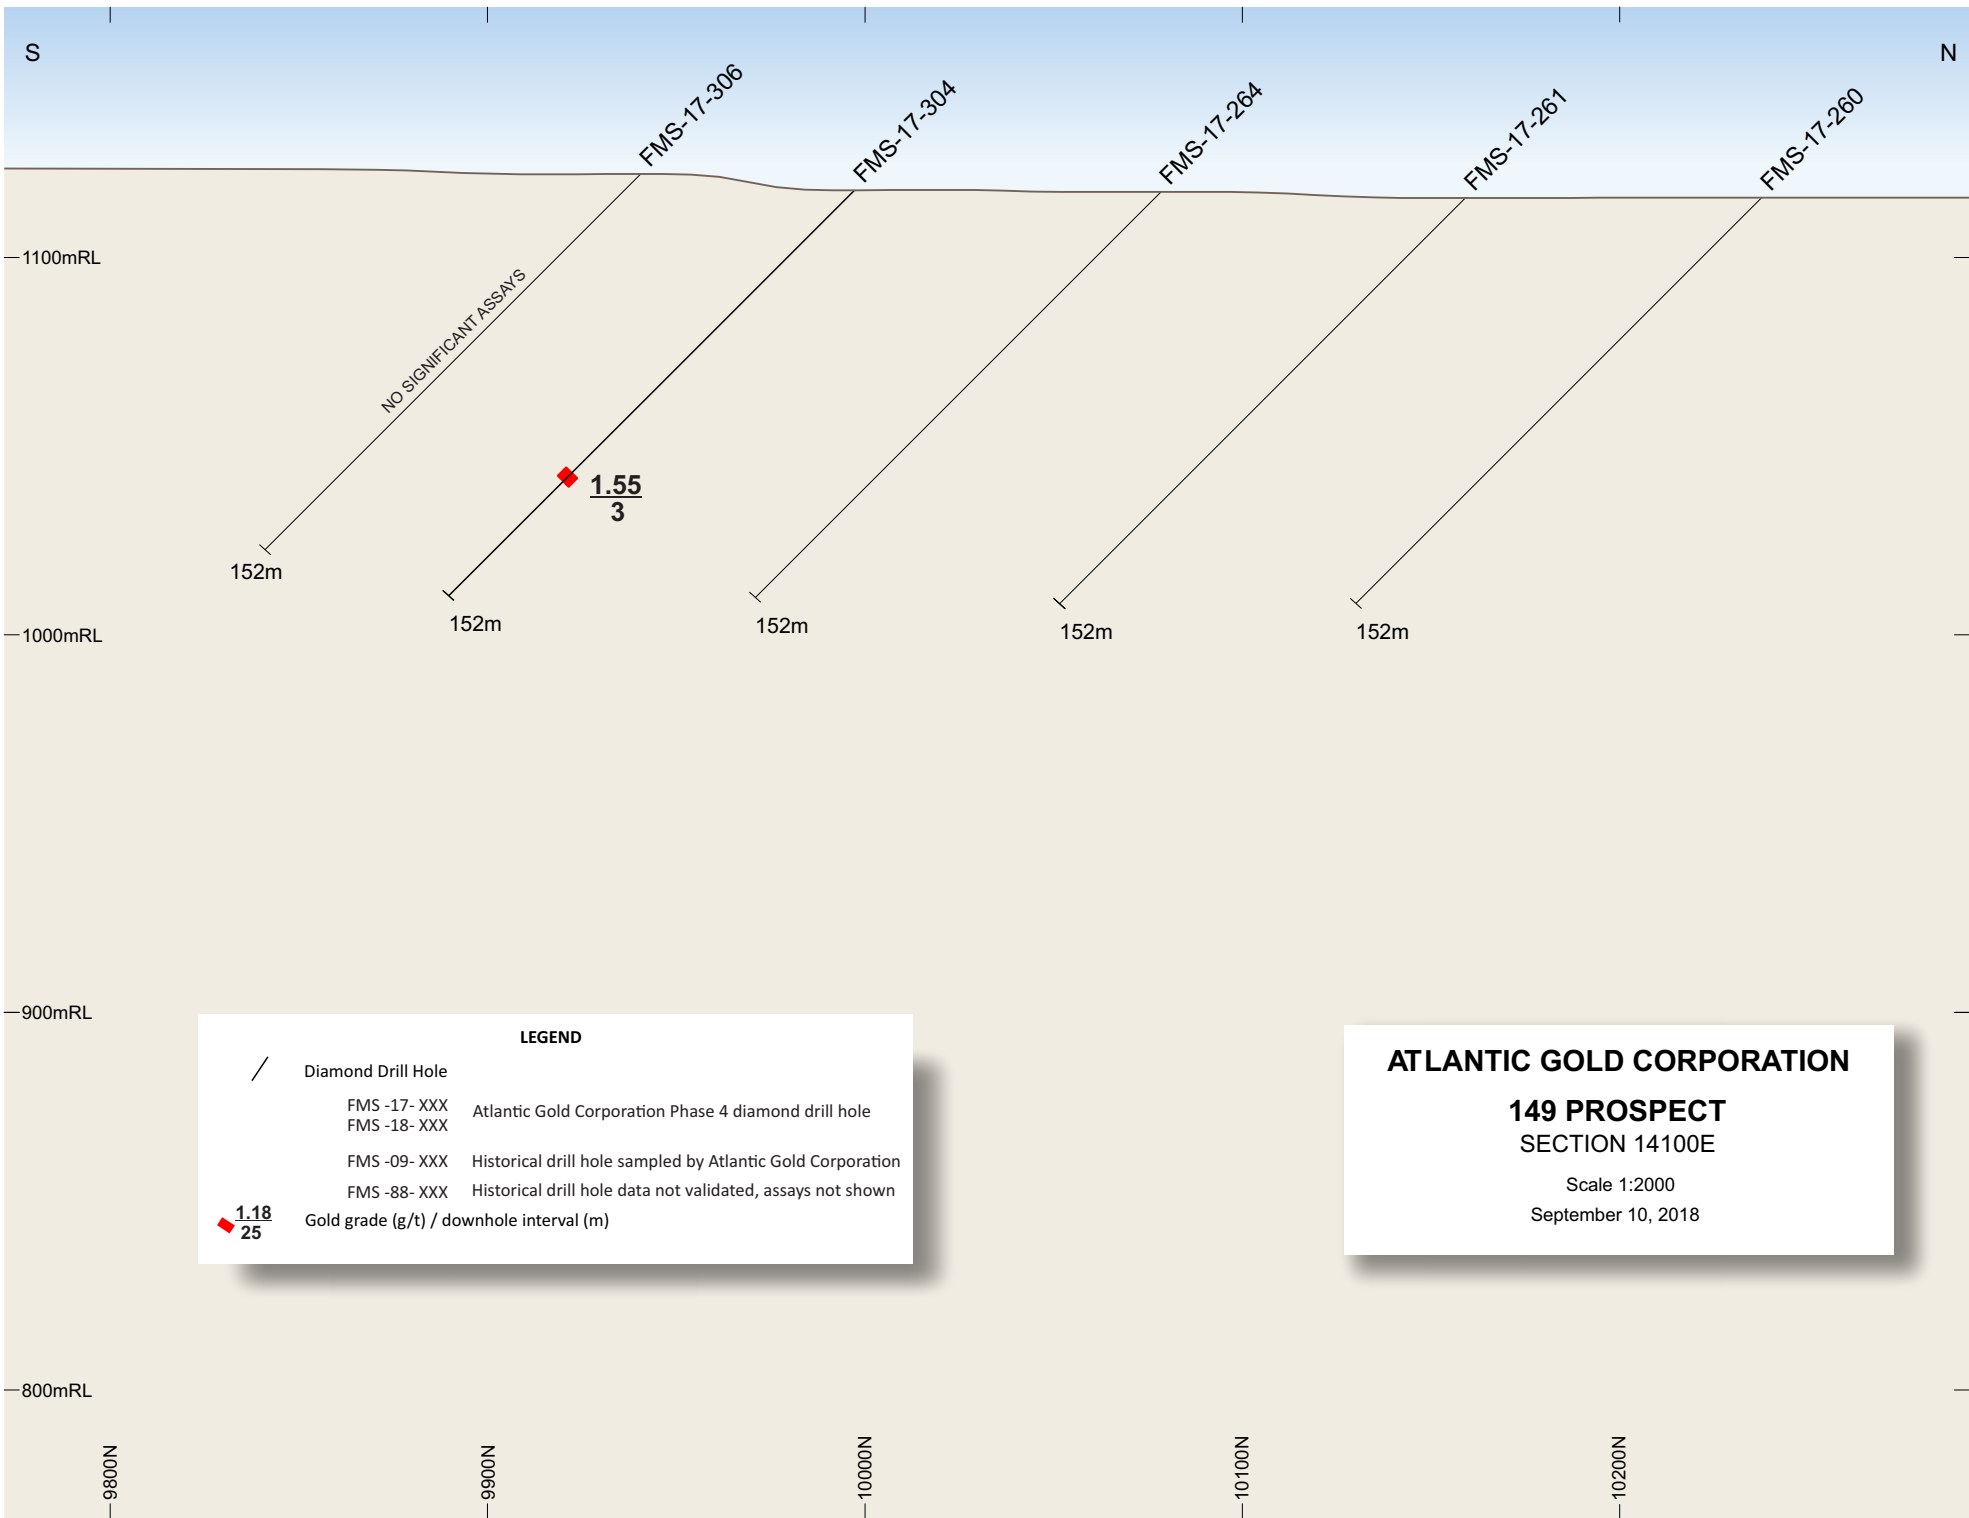 S
N
FMS-17-306
FMS-17-304
FMS-17-264
FMS-17-261
FMS-17-260
1100mRL
NO SIGNIFICANT ASSAYS
1.55
3
152m
152m
152m
152m
152m
1000mRL
900mRL
LEGEND
Diamond Drill Hole
FMS -17- XXX
FMS -18- XXX
Atlantic Gold Corporation Phase 4 diamond drill hole
FMS -09- XXX Historical drill hole sampled by Atlantic Gold Corporation
FMS -88- XXX Historical drill hole data not validated, assays not shown
1.18
25
Gold grade (g/t) / downhole interval (m)
ATLANTIC GOLD CORPORATION
149 PROSPECT
SECTION 14100E
Scale 1:2000
September 10, 2018
800mRL
9800N
9900N
10000N
10100N
10200N